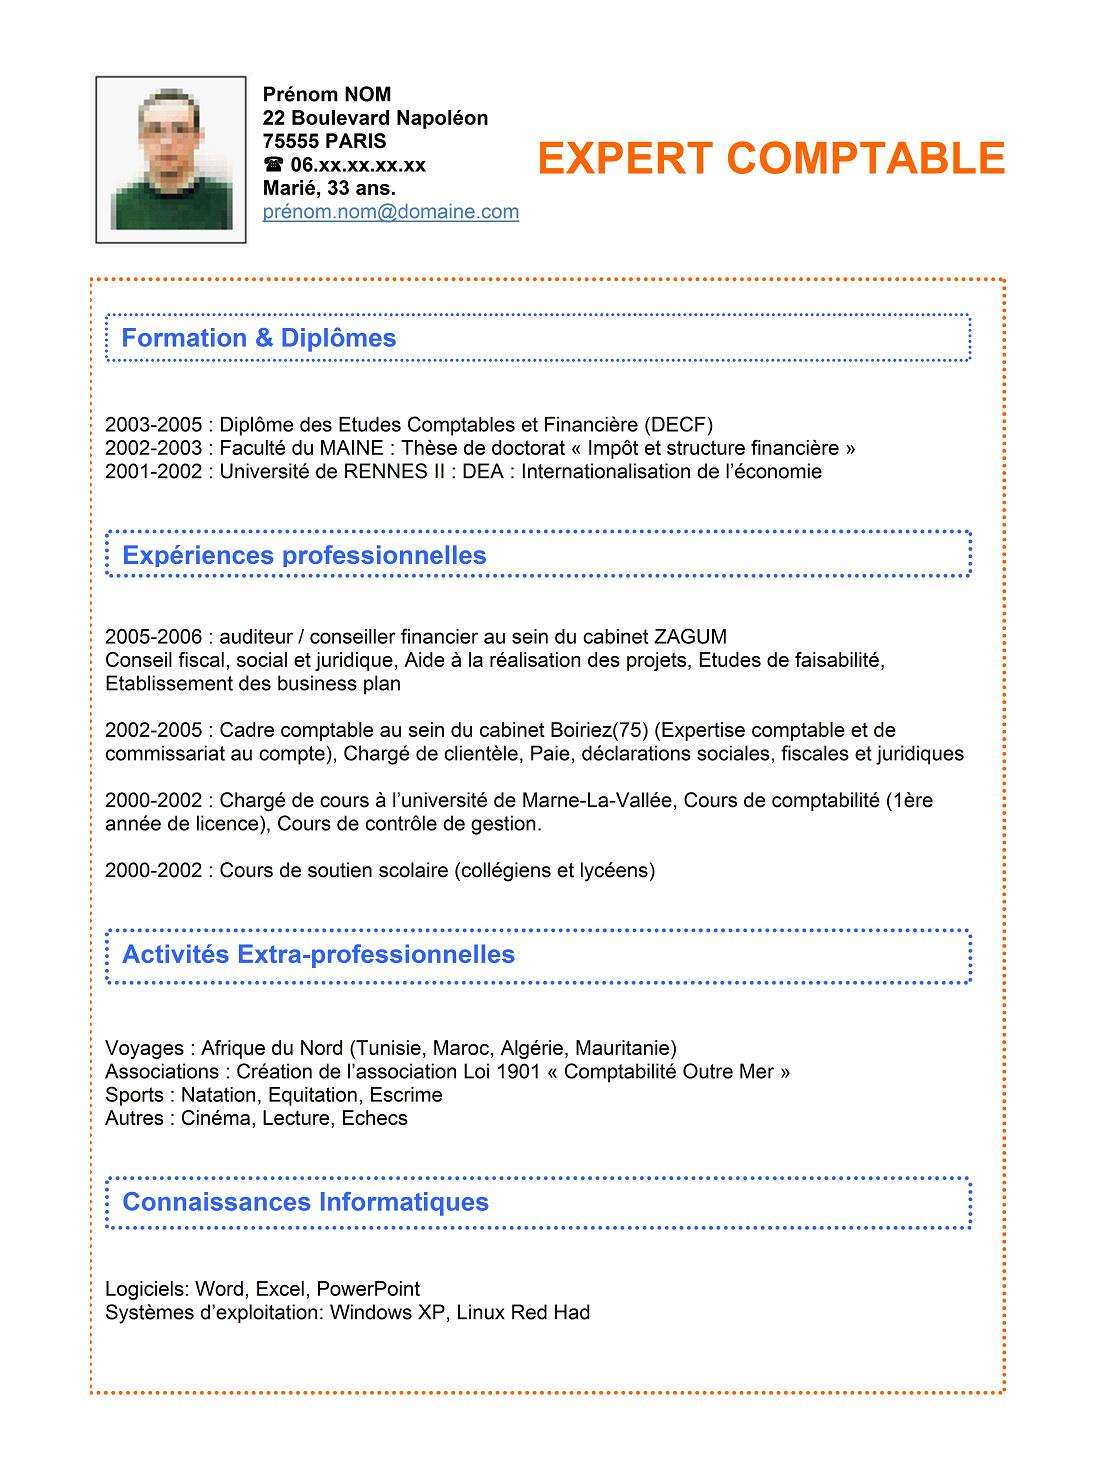 Prénom NOM
22 Boulevard Napoléon
75555 PARIS
☎ 06.xx.xx.xx.xx
Marié, 33 ans.
prénom.nom@domaine.com
EXPERT COMPTABLE
Formation & Diplômes
2003-2005 : Diplôme des Etudes Comptables et Financière (DECF)
2002-2003 : Faculté du MAINE : Thèse de doctorat « Impôt et structure financière »
2001-2002 : Université de RENNES II : DEA : Internationalisation de l’économie
Expériences professionnelles
2005-2006 : auditeur / conseiller financier au sein du cabinet ZAGUM
Conseil fiscal, social et juridique, Aide à la réalisation des projets, Etudes de faisabilité,
Etablissement des business plan
2002-2005 : Cadre comptable au sein du cabinet Boiriez(75) (Expertise comptable et de
commissariat au compte), Chargé de clientèle, Paie, déclarations sociales, fiscales et juridiques
2000-2002 : Chargé de cours à l’université de Marne-La-Vallée, Cours de comptabilité (1ère
année de licence), Cours de contrôle de gestion.
2000-2002 : Cours de soutien scolaire (collégiens et lycéens)
Activités Extra-professionnelles
Voyages : Afrique du Nord (Tunisie, Maroc, Algérie, Mauritanie)
Associations : Création de l’association Loi 1901 « Comptabilité Outre Mer »
Sports : Natation, Equitation, Escrime
Autres : Cinéma, Lecture, Echecs
Connaissances Informatiques
Logiciels: Word, Excel, PowerPoint
Systèmes d’exploitation: Windows XP, Linux Red Had